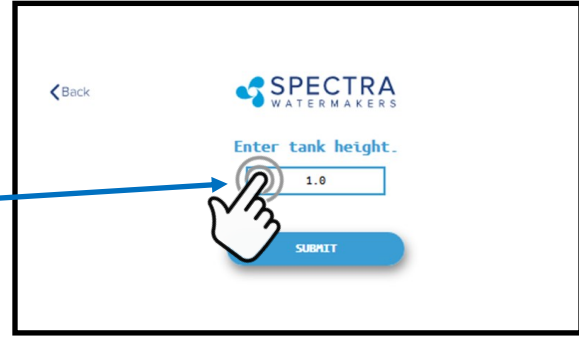 Back
SPECTRA
WATERMAKERS
Enter tank height.
1.0
SUBMIT